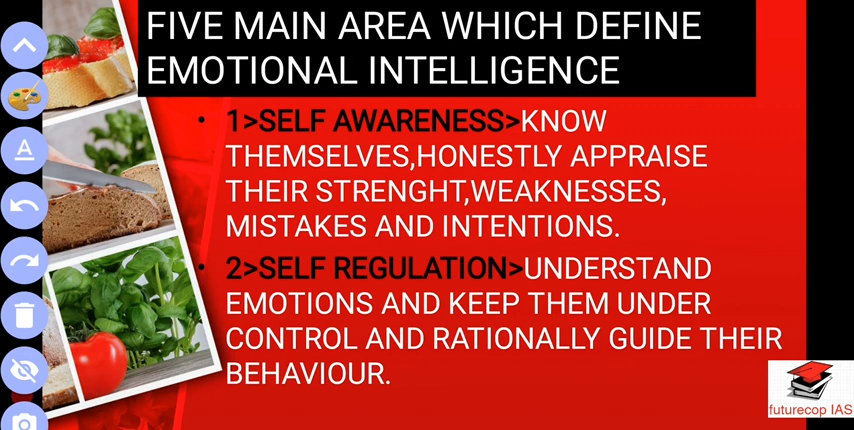 FIVE MAIN AREA WHICH DEFINE
EMOTIONAL INTELLIGENCE
• 1>SELF AWARENESS>KNOW
THEMSELVES,HONESTLY APPRAISE
THEIR STRENGHT,WEAKNESSES,
MISTAKES AND INTENTIONS.
• 2>SELF REGULATION>UNDERSTAND
EMOTIONS AND KEEP THEM UNDER
CONTROL AND RATIONALLY GUIDE THEIR
BEHAVIOUR.
A
futurecop IAS